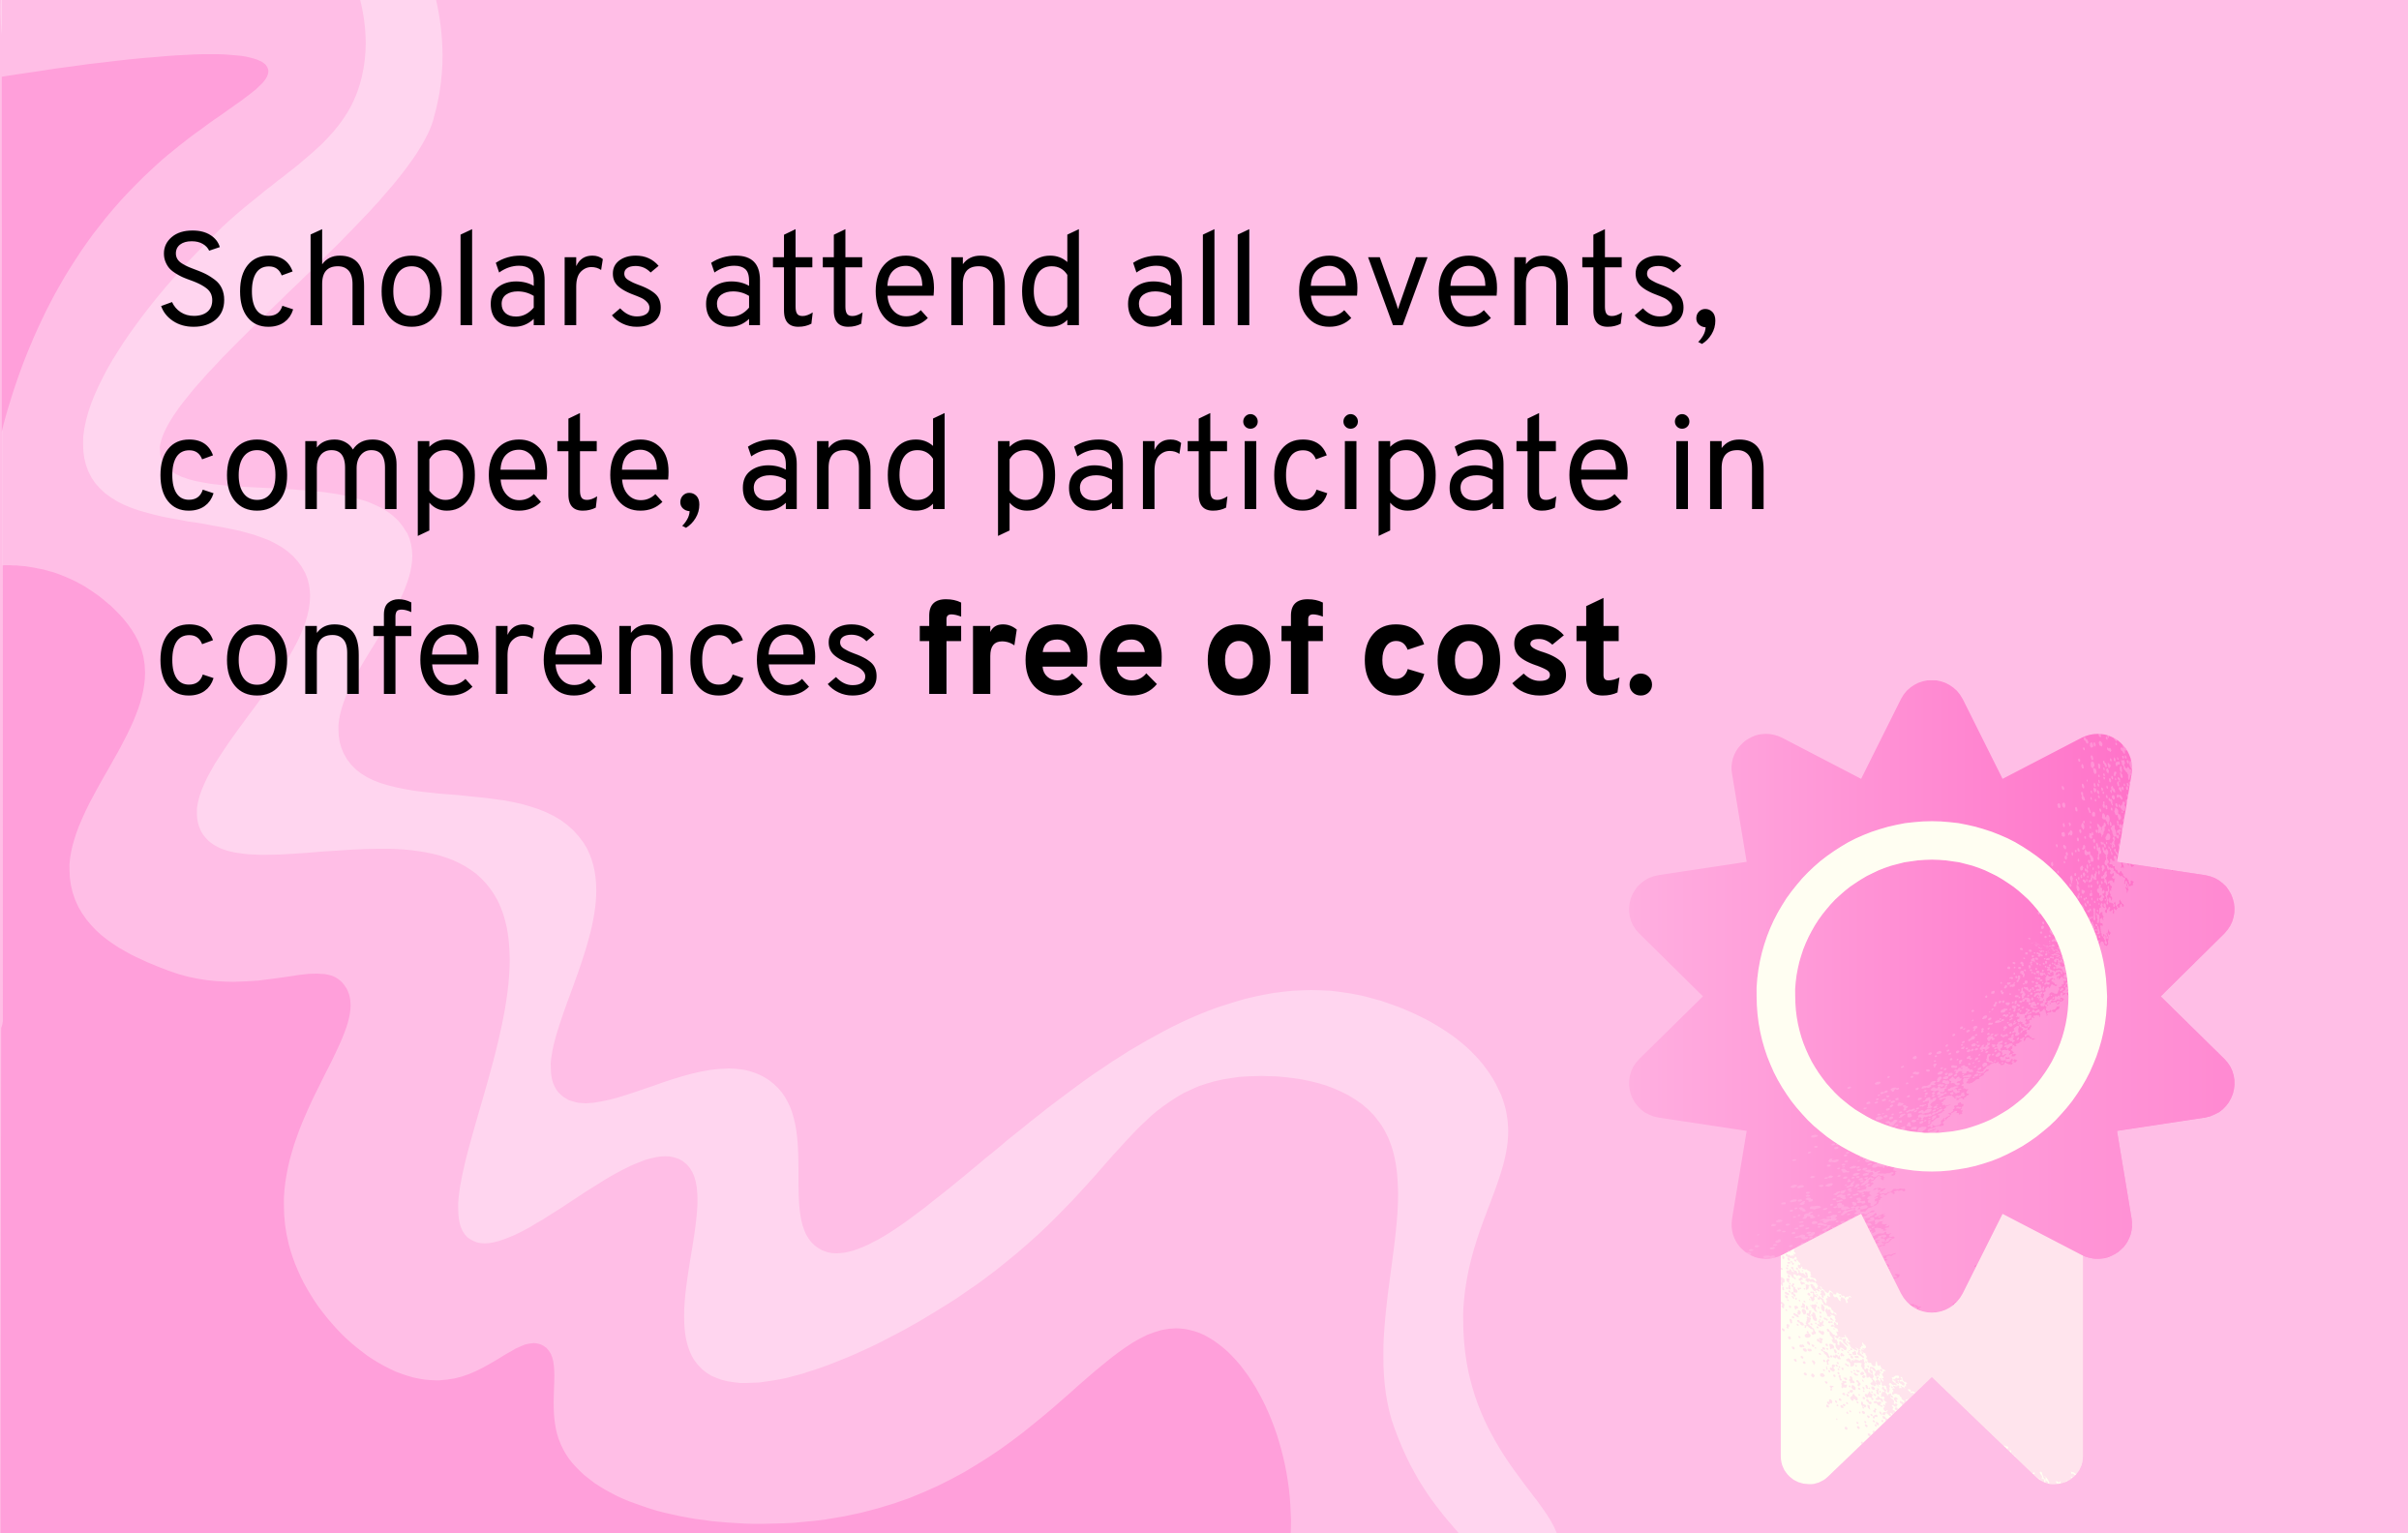 Scholars attend all events,
compete, and participate in
conferences free of cost.